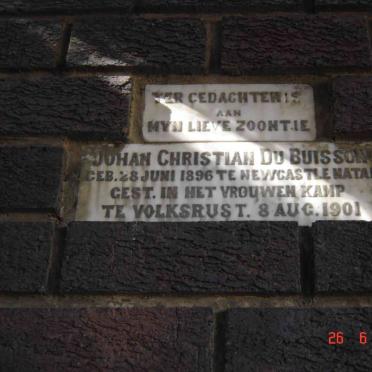 TER GEDACHTENIS
AAN
MYN LIEVE ZOONTJE
JOHAN CHRISTIAN DU BUISSON
GEB. 28 JUNI 1896 TE NEWCASTLE NATAL
GEST. IN HET VROUWEN KAMP
TE VOLKSRUST. 8 AUG. 1901
26 6